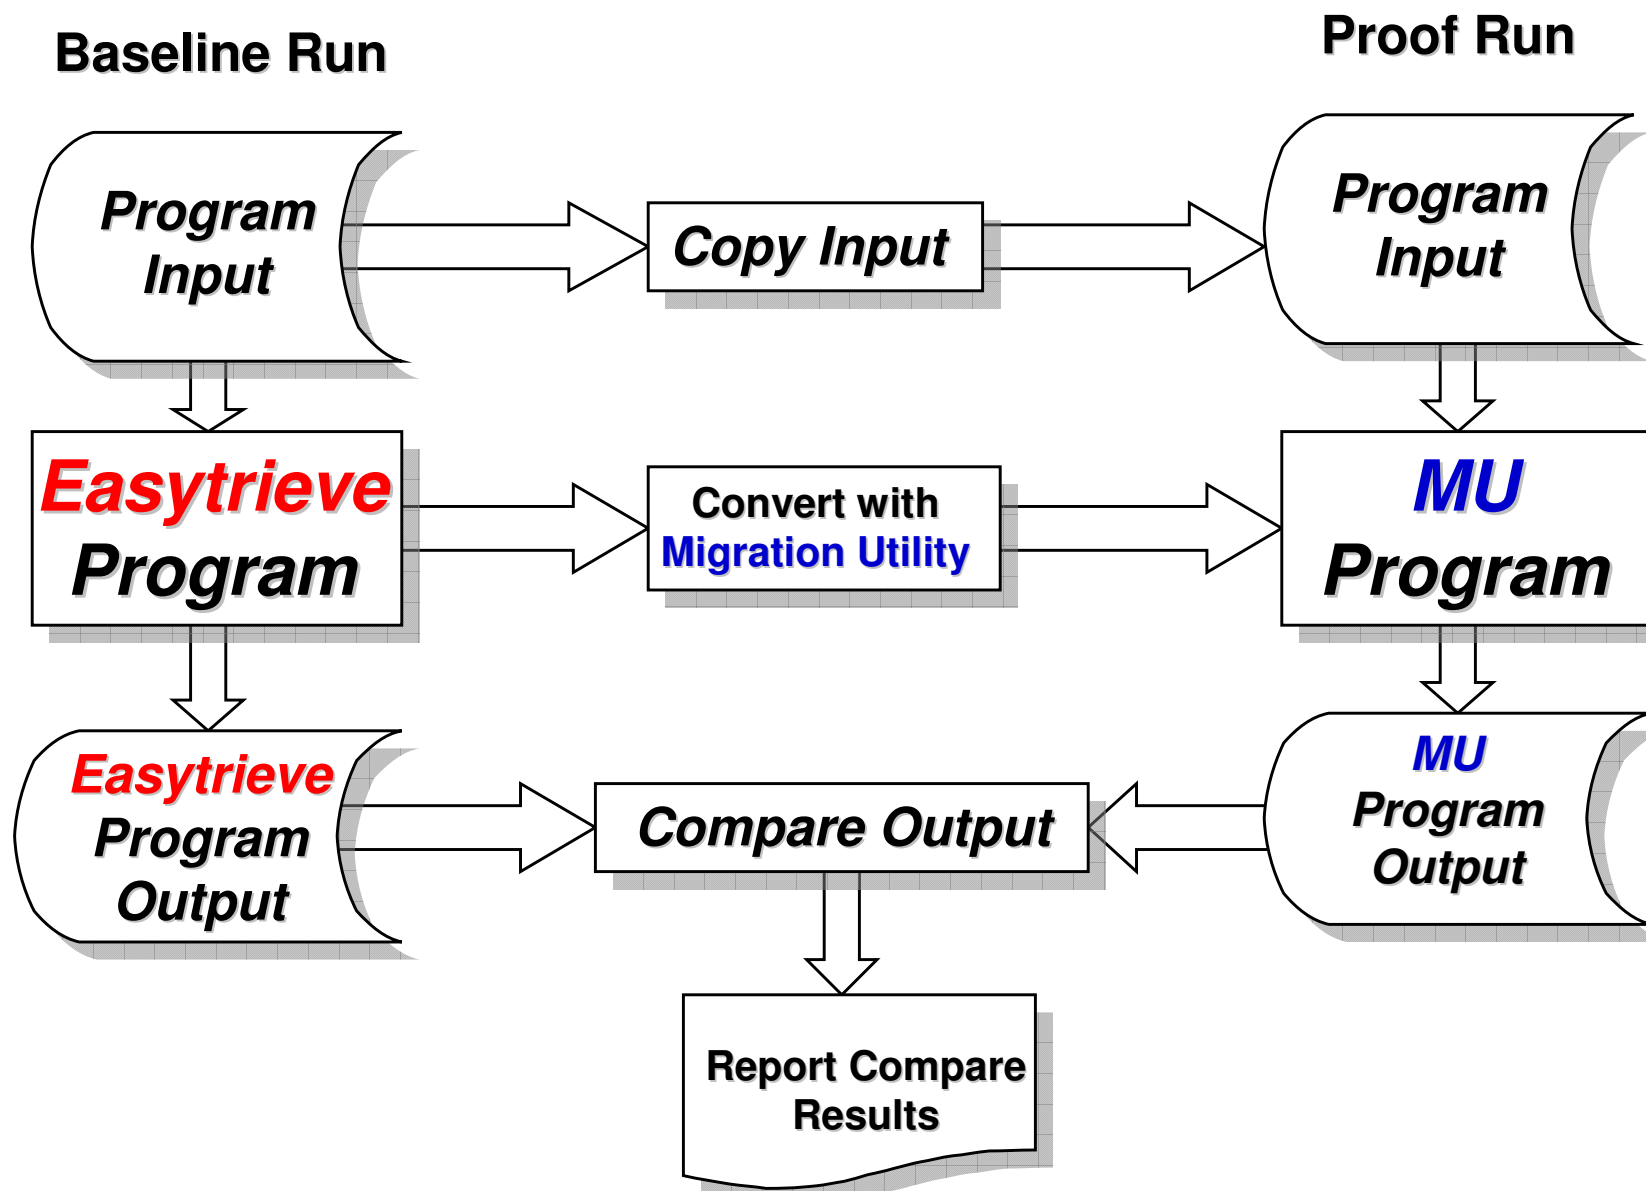 Baseline Run
Proof Run
Program
Input
Copy Input
Program
Input
Easytrieve
Program
Convert with
Migration Utility
MU
Program
Easytrieve
Program
Output
Compare Output
MU
Program
Output
Report Compare
Results